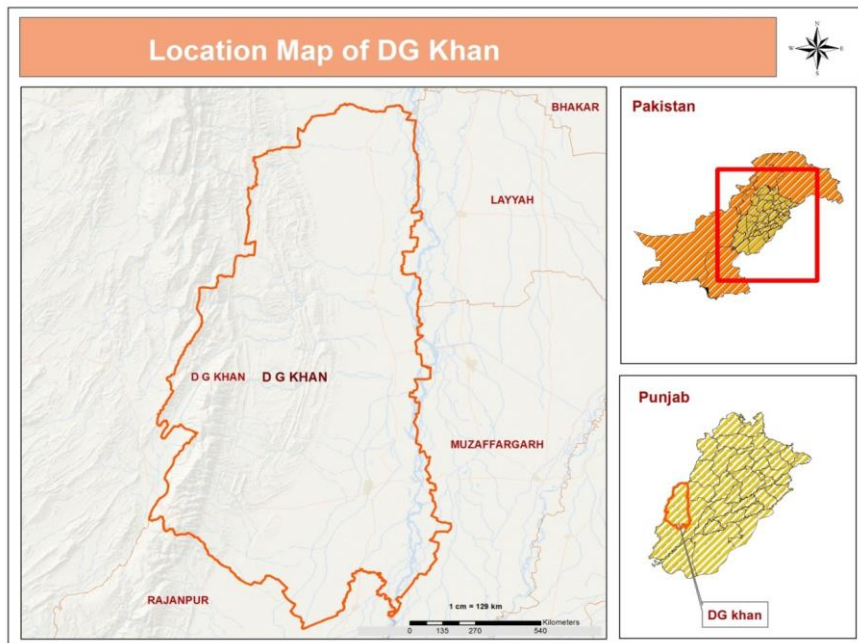 Location Map of DG Khan
N
W
E
S
BHAKAR
LAYYAH
D G KHAN
D G KHAN
MUZAFFARGARH
RAJANPUR
1 cm = 129 km
Kilometers
0 135 270 540
Pakistan
Punjab
DG khan